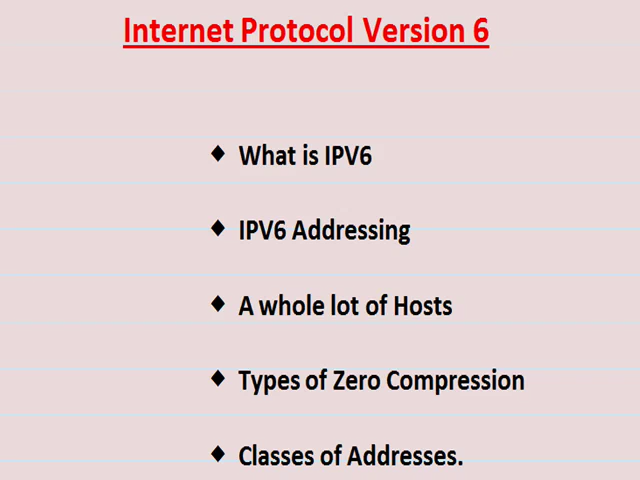 Internet Protocol Version 6
♦ What is IPV6
♦ IPV6 Addressing
♦ A whole lot of Hosts
♦ Types of Zero Compression
♦ Classes of Addresses.